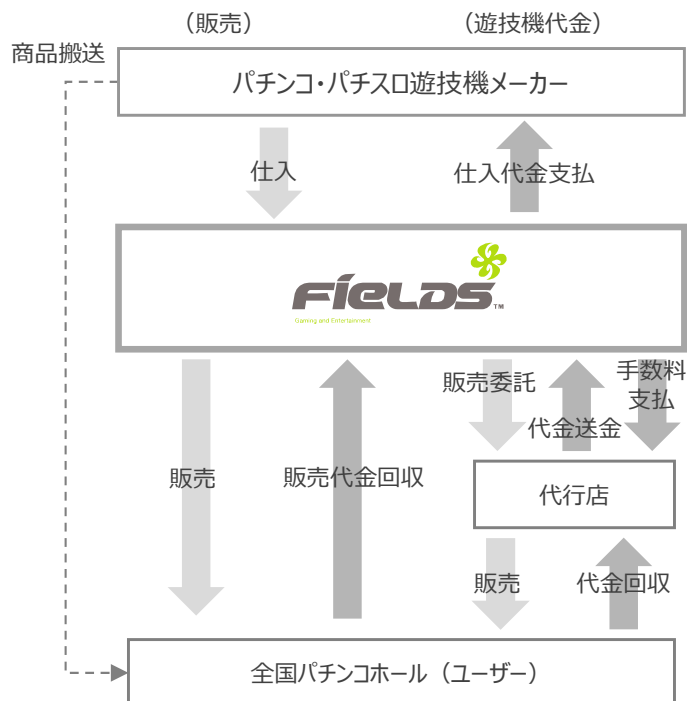 （販売）
（遊技機代金）
商品搬送
パチンコ・パチスロ遊技機メーカー
仕入
仕入代金支払
FIELDS™
Gaming and Entertainment
販売委託
手数料
支払
代金送金
販売
販売代金回収
代行店
販売
代金回収
全国パチンコホール（ユーザー）